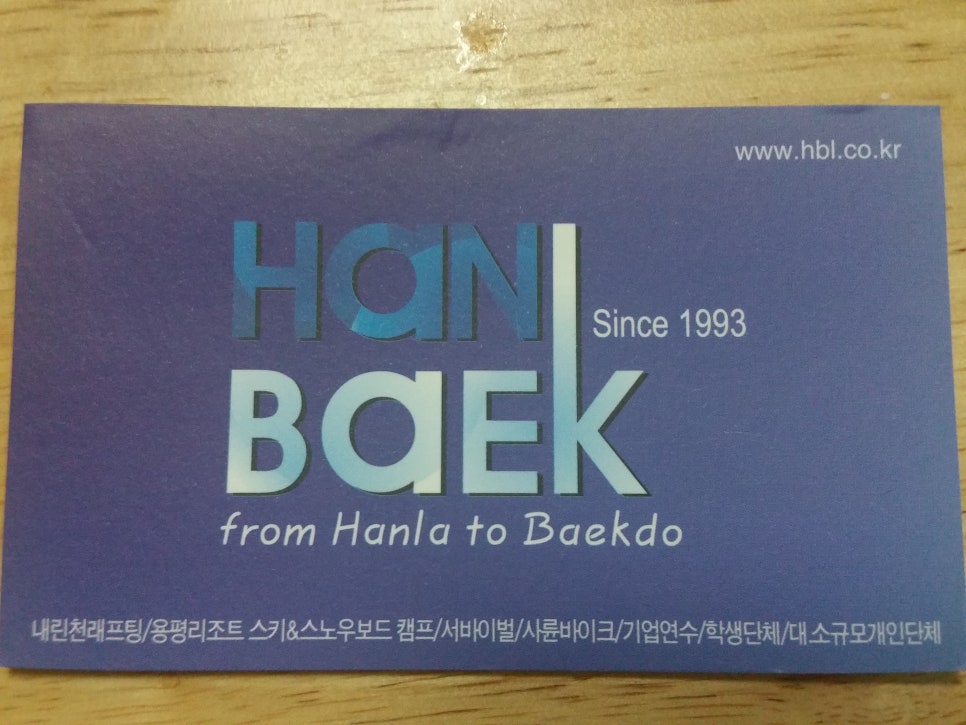 www.hbl.co.kr
HaN
Since 1993
BaEk
from Hanla to Baekdo
내린천래프팅/용평리조트 스키&스노우보드 캠프/서바이벌/사륜바이크/기업연수/학생단체/대 소규모개인단체